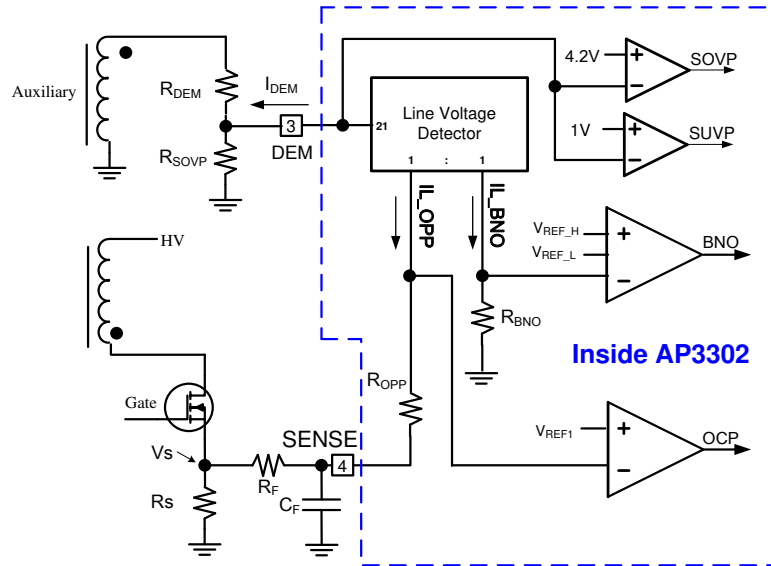 4.2V
+
−
SOVP
Auxiliary
R_DEM
I_DEM
3
DEM
21
Line Voltage
Detector
1 : 1
1V
+
−
SUVP
R_SOVP
IL_OPP
IL_BNO
HV
V_REF_H
V_REF_L
+
−
BNO
R_BNO
Inside AP3302
R_OPP
Gate
SENSE
4
V_REF1
+
−
OCP
Vs
R_F
Rs
C_F